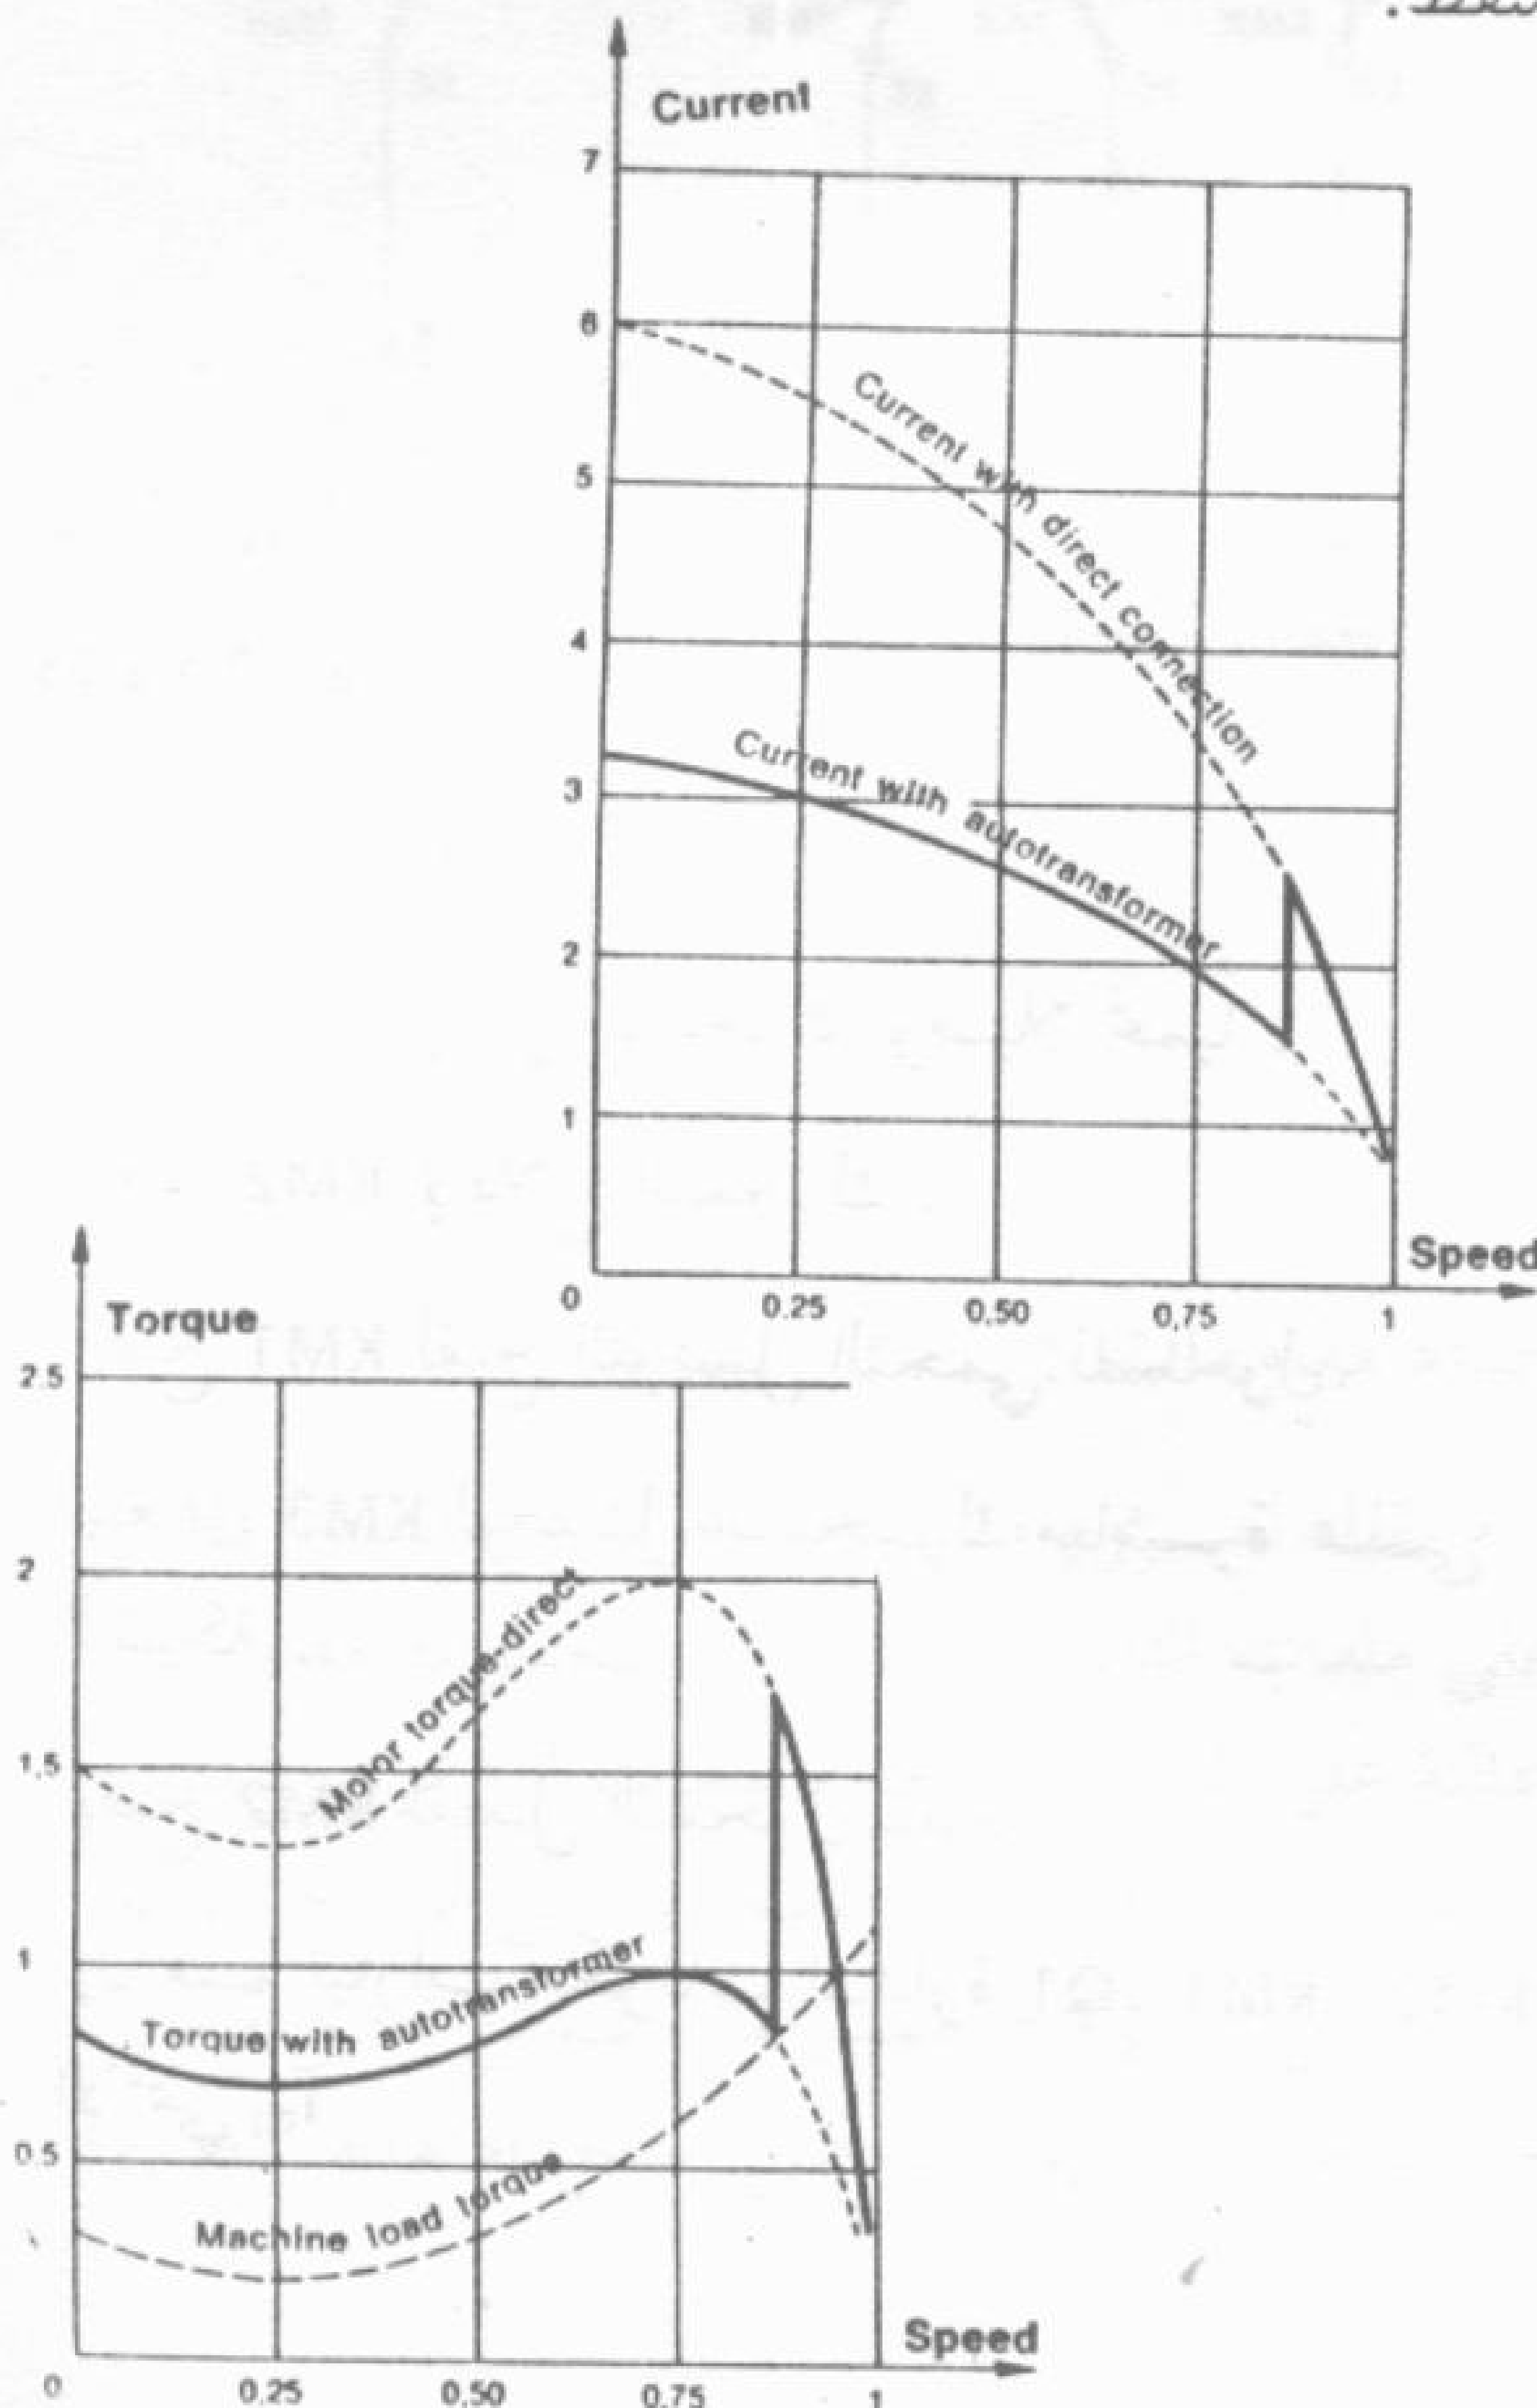 Current
7
6
5
4
3
2
1
0
0.25
0.50
0,75
1
Speed
Current with direct connection
Current with autotransformer
Torque
2.5
2
1,5
1
0.5
0
0.25
0,50
0.75
1
Speed
Motor torque-direct
Torque with autotransformer
Machine load torque